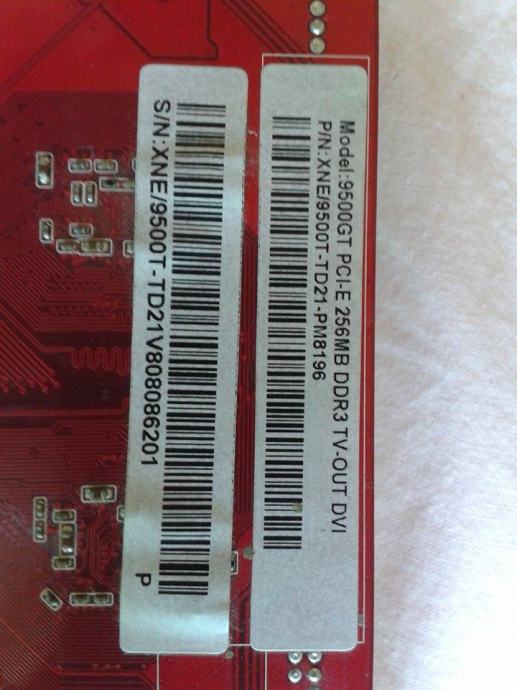 Model:9500GT PCI-E 256MB DDR3 TV-OUT DVI
P/N:XNE/9500T-TD21-PM8196
S/N:XNE/9500T-TD21V808086201
P